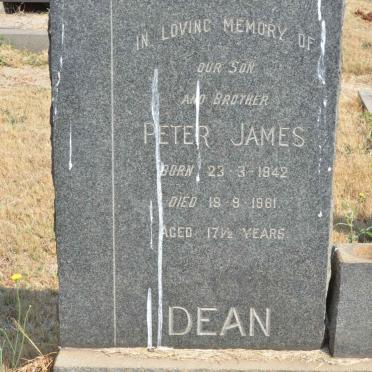 IN LOVING MEMORY OF
OUR SON
AND BROTHER
PETER JAMES
BORN 23-3-1942
DIED 19-9-1961
AGED 17½ YEARS
DEAN